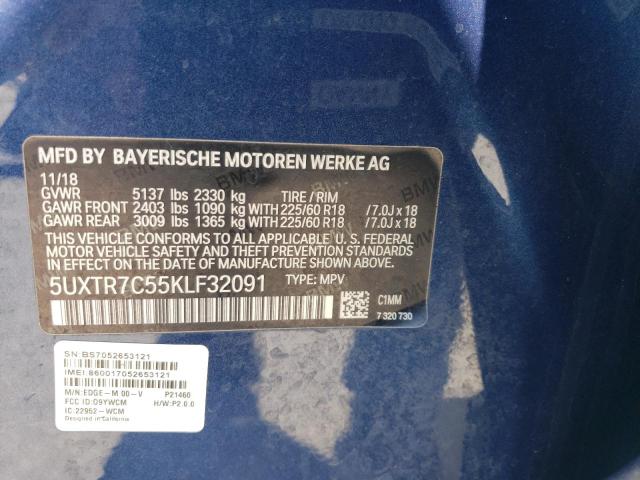 MFD BY BAYERISCHE MOTOREN WERKE AG
11/18
GVWR 5137 lbs 2330 kg TIRE / RIM
GAWR FRONT 2403 lbs 1090 kg WITH 225/60 R18 /7.0J x 18
GAWR REAR 3009 lbs 1365 kg WITH 225/60 R18 /7.0J x 18
THIS VEHICLE CONFORMS TO ALL APPLICABLE U. S. FEDERAL
MOTOR VEHICLE SAFETY AND THEFT PREVENTION STANDARDS
IN EFFECT ON THE DATE OF MANUFACTURE SHOWN ABOVE.
5UXTR7C55KLF32091 TYPE: MPV
C1MM
7 320 730
SN:BS7052653121
IMEI:860017052653121
M/N:EDGE-M.00-V P21460
FCC ID:O9YWCM H/W:P2.0.0
IC:22952-WCM
Designed in California